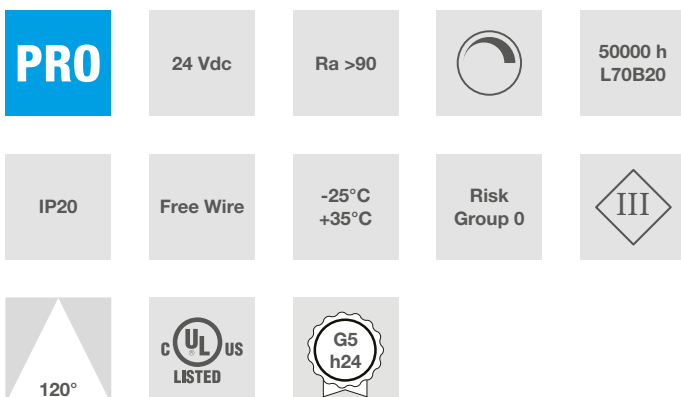 PRO
24 Vdc
Ra >90
50000 h
L70B20
IP20
Free Wire
-25°C
+35°C
Risk
Group 0
III
120°
C UL ® US
LISTED
G5
h24